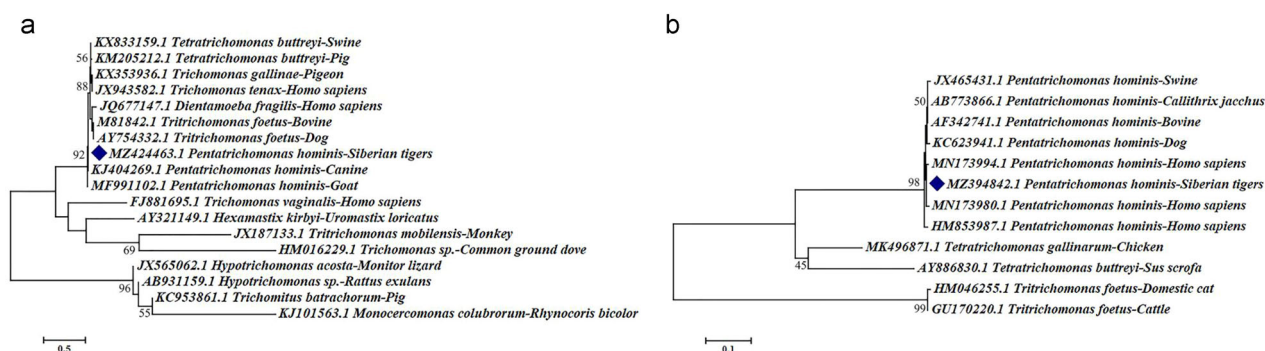 a
KX833159.1 Tetratrichomonas buttreyi-Swine
56
KM205212.1 Tetratrichomonas buttreyi-Pig
KX353936.1 Trichomonas gallinae-Pigeon
88
JX943582.1 Trichomonas tenax-Homo sapiens
JQ677147.1 Dientamoeba fragilis-Homo sapiens
M81842.1 Tritrichomonas foetus-Bovine
AY754332.1 Tritrichomonas foetus-Dog
92
MZ424463.1 Pentatrichomonas hominis-Siberian tigers
KJ404269.1 Pentatrichomonas hominis-Canine
MF991102.1 Pentatrichomonas hominis-Goat
FJ881695.1 Trichomonas vaginalis-Homo sapiens
AY321149.1 Hexamastix kirbyi-Uromastix loricatus
JX187133.1 Tritrichomonas mobilensis-Monkey
69
HM016229.1 Trichomonas sp.-Common ground dove
JX565062.1 Hypotrichomonas acosta-Monitor lizard
96
AB931159.1 Hypotrichomonas sp.-Rattus exulans
KC953861.1 Trichomitus batrachorum-Pig
55
KJ101563.1 Monocercomonas colubrorum-Rhynocoris bicolor
0.5
b
JX465431.1 Pentatrichomonas hominis-Swine
50
AB773866.1 Pentatrichomonas hominis-Callithrix jacchus
AF342741.1 Pentatrichomonas hominis-Bovine
KC623941.1 Pentatrichomonas hominis-Dog
MN173994.1 Pentatrichomonas hominis-Homo sapiens
98
MZ394842.1 Pentatrichomonas hominis-Siberian tigers
MN173980.1 Pentatrichomonas hominis-Homo sapiens
HM853987.1 Pentatrichomonas hominis-Homo sapiens
MK496871.1 Tetratrichomonas gallinarum-Chicken
45
AY886830.1 Tetratrichomonas buttreyi-Sus scrofa
HM046255.1 Tritrichomonas foetus-Domestic cat
99
GU170220.1 Tritrichomonas foetus-Cattle
0.1